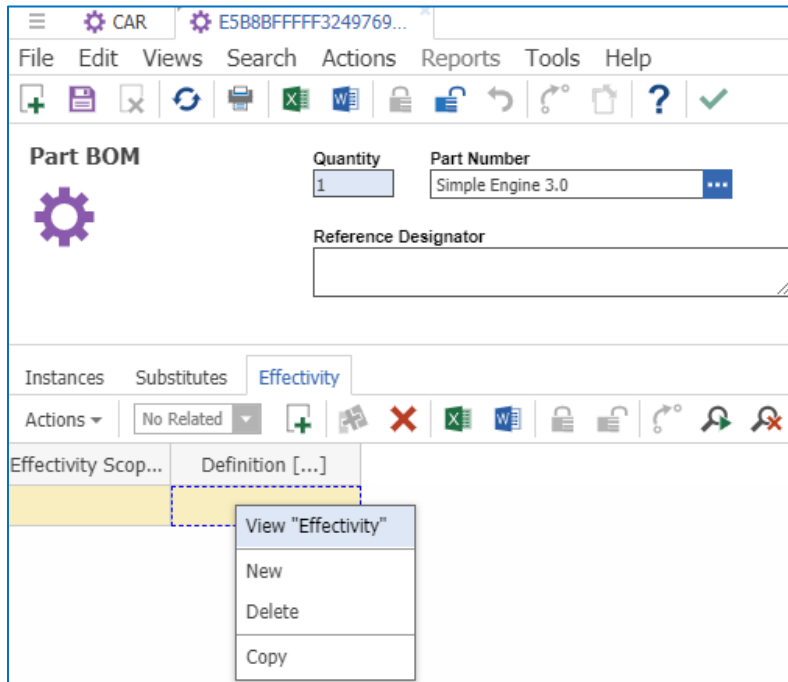 CAR E5B8BFFFFF3249769...
File Edit Views Search Actions Reports Tools Help
Part BOM
Quantity Part Number
1 Simple Engine 3.0
Reference Designator
Instances Substitutes Effectivity
Actions No Related
Effectivity Scop... Definition [...]
View "Effectivity"
New
Delete
Copy